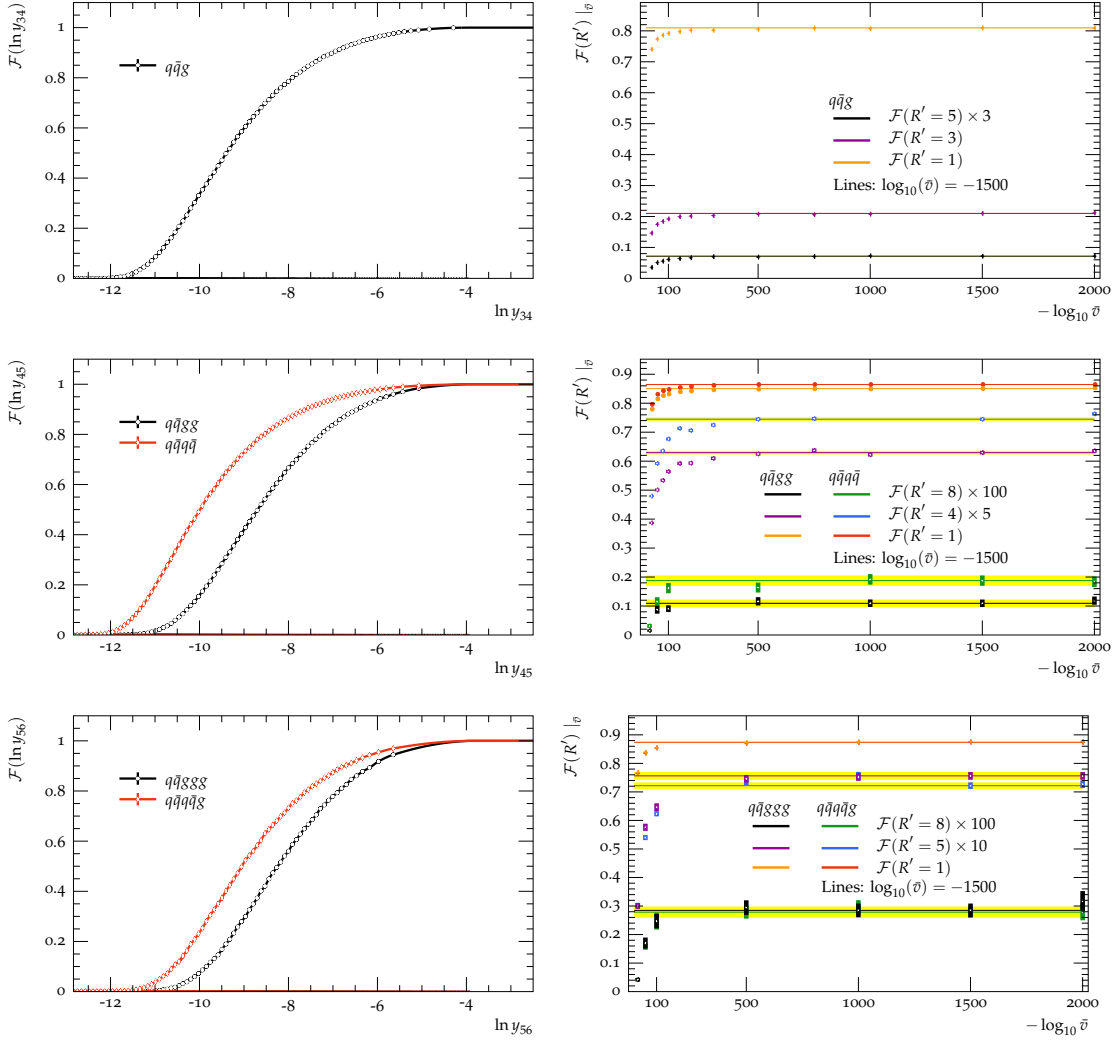 F(ln y₃₄)
1
0.8
0.6
0.4
0.2
0
qq̄g
-12 -10 -8 -6 -4
ln y₃₄
F(R′) |_v̄
0.8
0.7
0.6
0.5
0.4
0.3
0.2
0.1
0
qq̄g
F(R′ = 5) × 3
F(R′ = 3)
F(R′ = 1)
Lines: log₁₀(v̄) = −1500
100 500 1000 1500 2000
− log₁₀ v̄
F(ln y₄₅)
1
0.8
0.6
0.4
0.2
0
qq̄gg
qq̄qq̄
-12 -10 -8 -6 -4
ln y₄₅
F(R′) |_v̄
0.9
0.8
0.7
0.6
0.5
0.4
0.3
0.2
0.1
0
qq̄gg qq̄qq̄
F(R′ = 8) × 100
F(R′ = 4) × 5
F(R′ = 1)
Lines: log₁₀(v̄) = −1500
100 500 1000 1500 2000
− log₁₀ v̄
F(ln y₅₆)
1
0.8
0.6
0.4
0.2
0
qq̄ggg
qq̄qq̄g
-12 -10 -8 -6 -4
ln y₅₆
F(R′) |_v̄
0.9
0.8
0.7
0.6
0.5
0.4
0.3
0.2
0.1
0
qq̄ggg qq̄qq̄g
F(R′ = 8) × 100
F(R′ = 5) × 10
F(R′ = 1)
Lines: log₁₀(v̄) = −1500
100 500 1000 1500 2000
− log₁₀ v̄